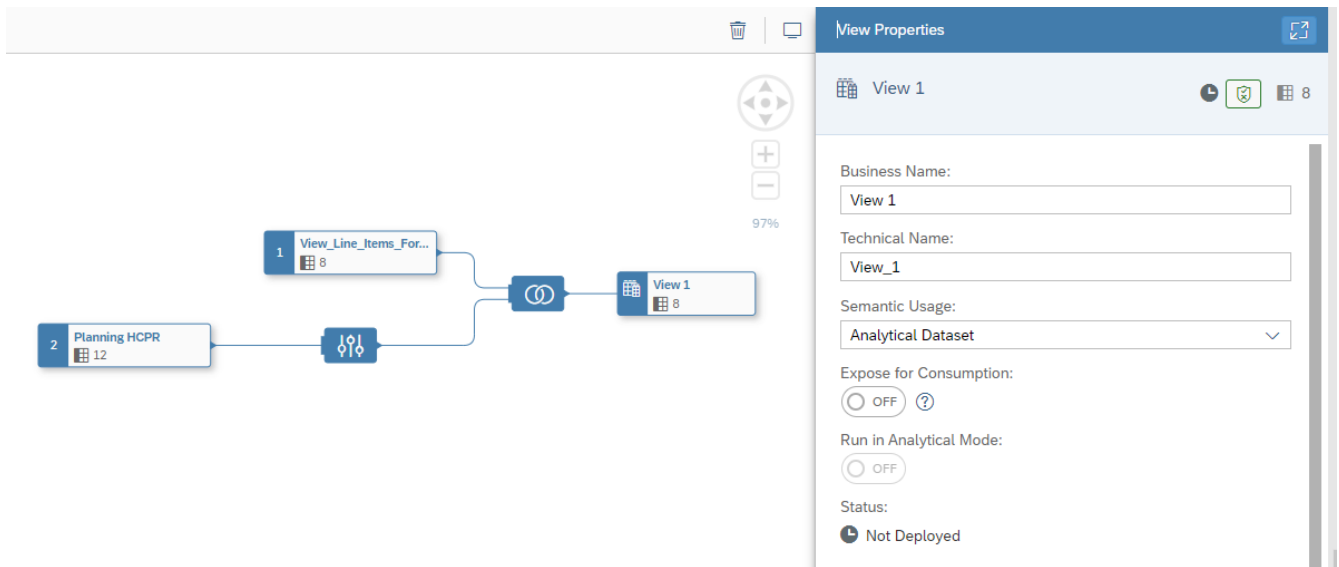 View Properties
View 1
8
97%
1
View_Line_Items_For...
8
View 1
8
2
Planning HCPR
12
Business Name:
View 1
Technical Name:
View_1
Semantic Usage:
Analytical Dataset
Expose for Consumption:
OFF
?
Run in Analytical Mode:
OFF
Status:
Not Deployed